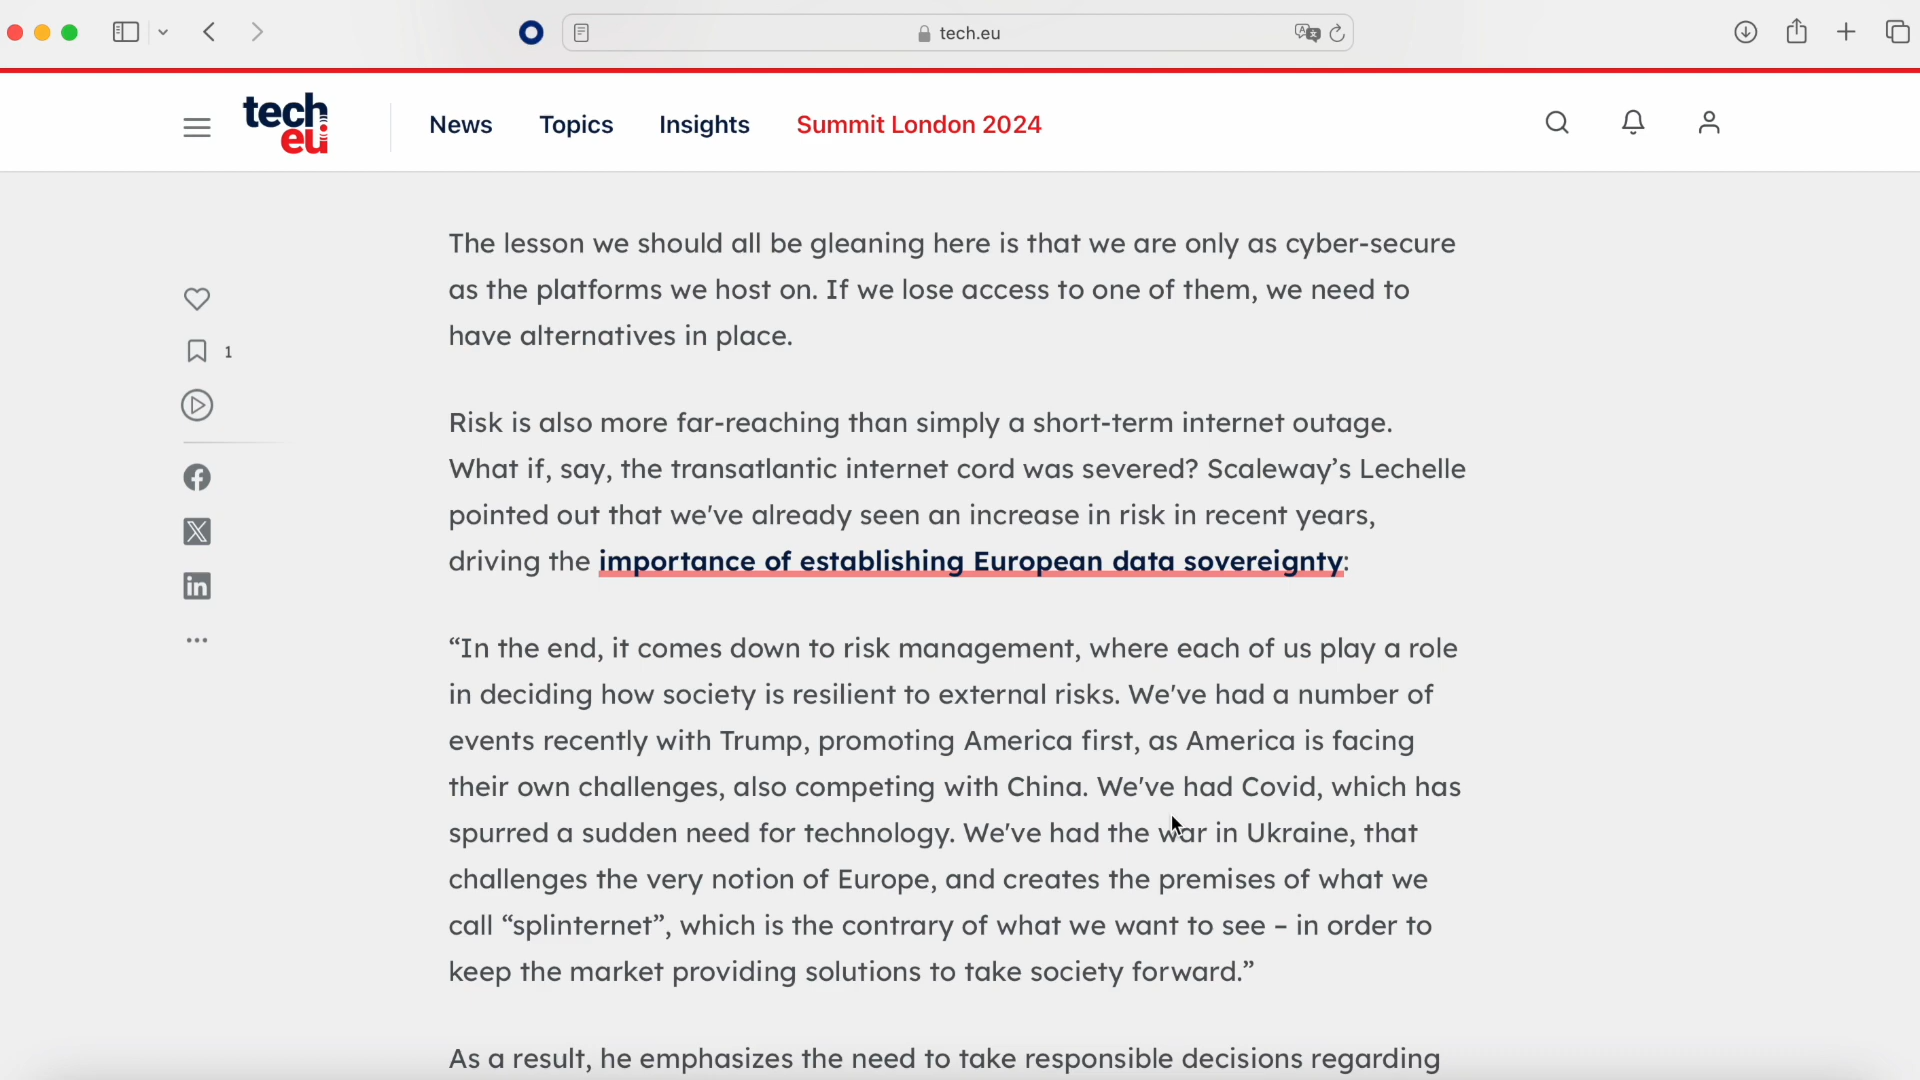 tech.eu
tech
eu
News
Topics
Insights
Summit London 2024
The lesson we should all be gleaning here is that we are only as cyber-secure
as the platforms we host on. If we lose access to one of them, we need to
have alternatives in place.
1
Risk is also more far-reaching than simply a short-term internet outage.
What if, say, the transatlantic internet cord was severed? Scaleway’s Lechelle
pointed out that we've already seen an increase in risk in recent years,
driving the importance of establishing European data sovereignty:
“In the end, it comes down to risk management, where each of us play a role
in deciding how society is resilient to external risks. We've had a number of
events recently with Trump, promoting America first, as America is facing
their own challenges, also competing with China. We've had Covid, which has
spurred a sudden need for technology. We've had the war in Ukraine, that
challenges the very notion of Europe, and creates the premises of what we
call “splinternet”, which is the contrary of what we want to see – in order to
keep the market providing solutions to take society forward.”
As a result, he emphasizes the need to take responsible decisions regarding